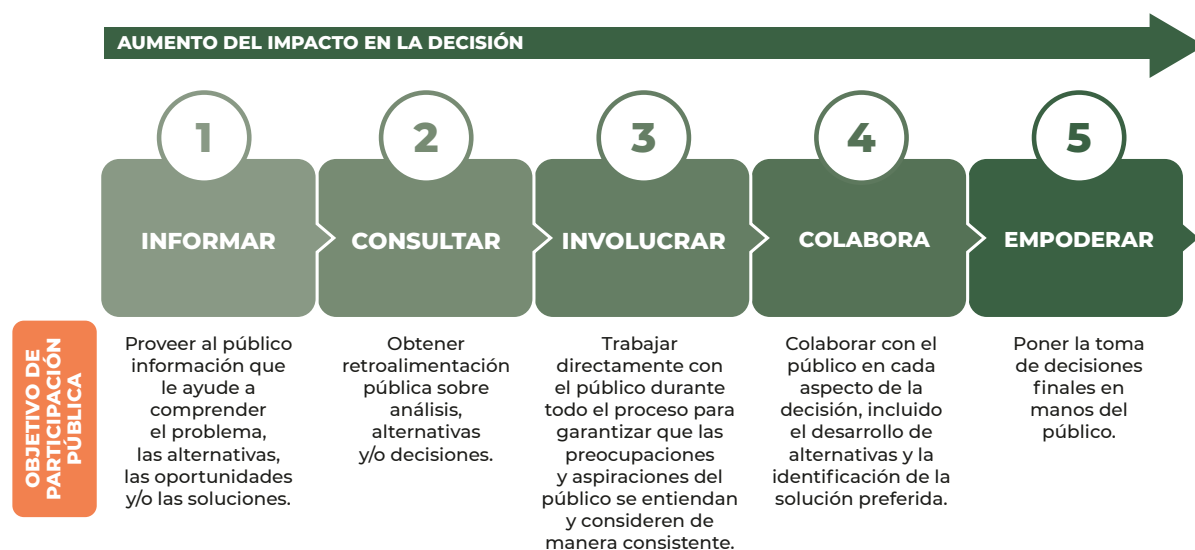 AUMENTO DEL IMPACTO EN LA DECISIÓN
1
2
3
4
5
INFORMAR
CONSULTAR
INVOLUCRAR
COLABORA
EMPODERAR
OBJETIVO DE
PARTICIPACIÓN
PÚBLICA
Proveer al público
información que
le ayude a
comprender
el problema,
las alternativas,
las oportunidades
y/o las soluciones.
Obtener
retroalimentación
pública sobre
análisis,
alternativas
y/o decisiones.
Trabajar
directamente con
el público durante
todo el proceso para
garantizar que las
preocupaciones
y aspiraciones del
público se entiendan
y consideren de
manera consistente.
Colaborar con el
público en cada
aspecto de la
decisión, incluido
el desarrollo de
alternativas y la
identificación de la
solución preferida.
Poner la toma
de decisiones
finales en
manos del
público.